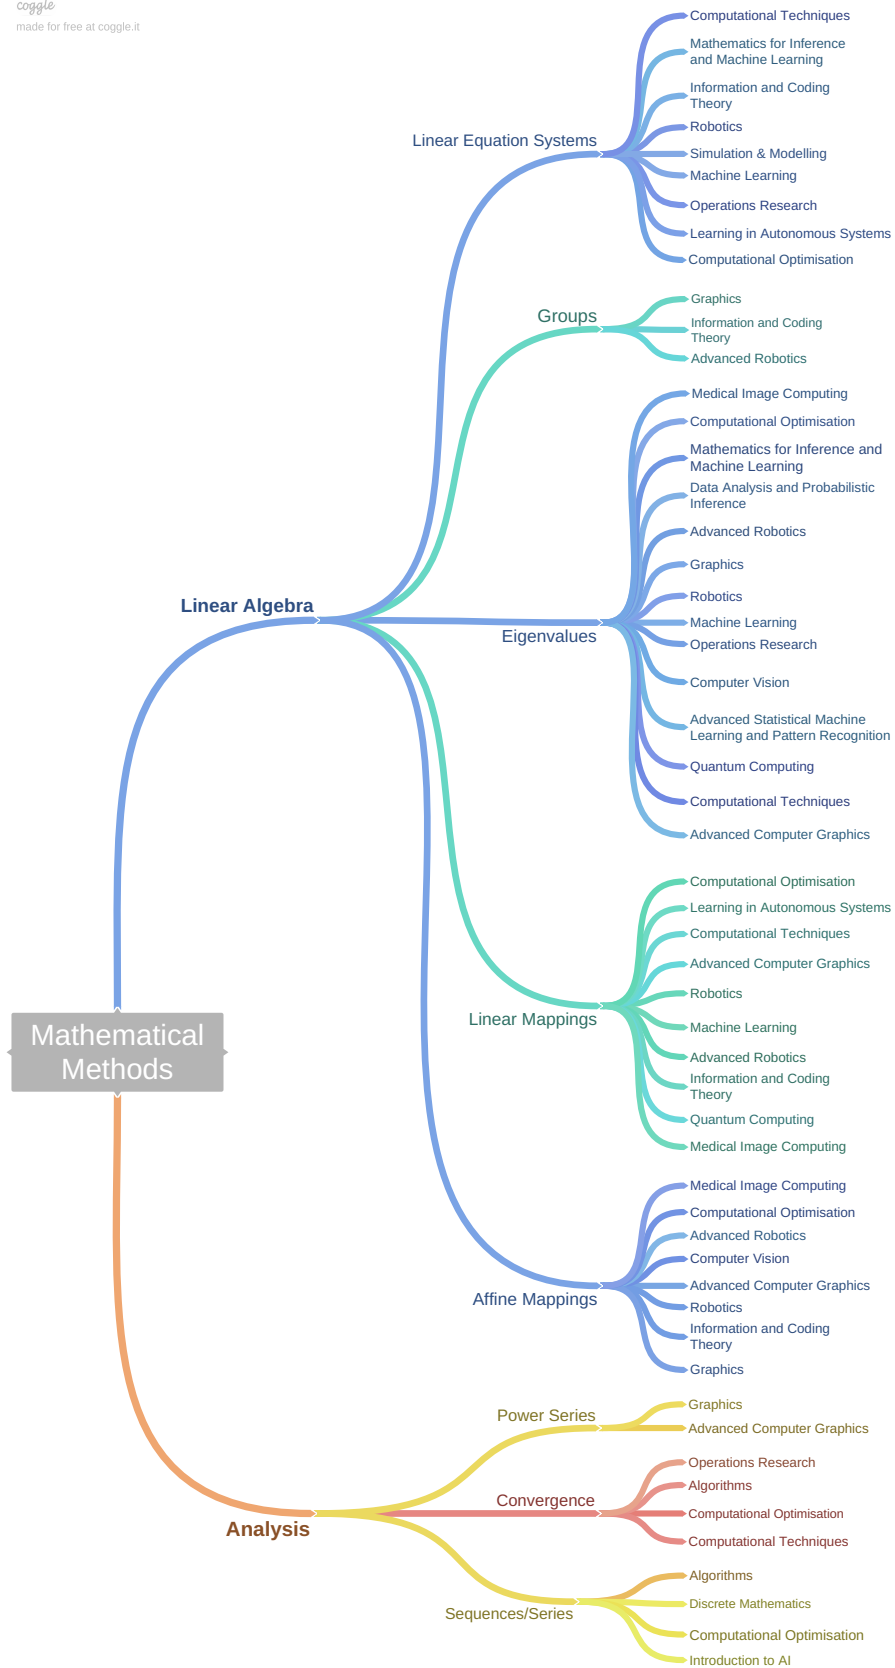 coggle
made for free at coggle.it
Computational Techniques
Mathematics for Inference
and Machine Learning
Information and Coding
Theory
Linear Equation Systems
Robotics
Simulation & Modelling
Machine Learning
Operations Research
Learning in Autonomous Systems
Computational Optimisation
Groups
Graphics
Information and Coding
Theory
Advanced Robotics
Medical Image Computing
Computational Optimisation
Mathematics for Inference and
Machine Learning
Data Analysis and Probabilistic
Inference
Advanced Robotics
Graphics
Robotics
Linear Algebra
Machine Learning
Eigenvalues
Operations Research
Computer Vision
Advanced Statistical Machine
Learning and Pattern Recognition
Quantum Computing
Computational Techniques
Advanced Computer Graphics
Computational Optimisation
Learning in Autonomous Systems
Computational Techniques
Advanced Computer Graphics
Robotics
Linear Mappings
Machine Learning
Mathematical
Methods
Advanced Robotics
Information and Coding
Theory
Quantum Computing
Medical Image Computing
Medical Image Computing
Computational Optimisation
Advanced Robotics
Computer Vision
Advanced Computer Graphics
Affine Mappings
Robotics
Information and Coding
Theory
Graphics
Power Series
Graphics
Advanced Computer Graphics
Operations Research
Algorithms
Convergence
Computational Optimisation
Analysis
Computational Techniques
Algorithms
Discrete Mathematics
Sequences/Series
Computational Optimisation
Introduction to AI